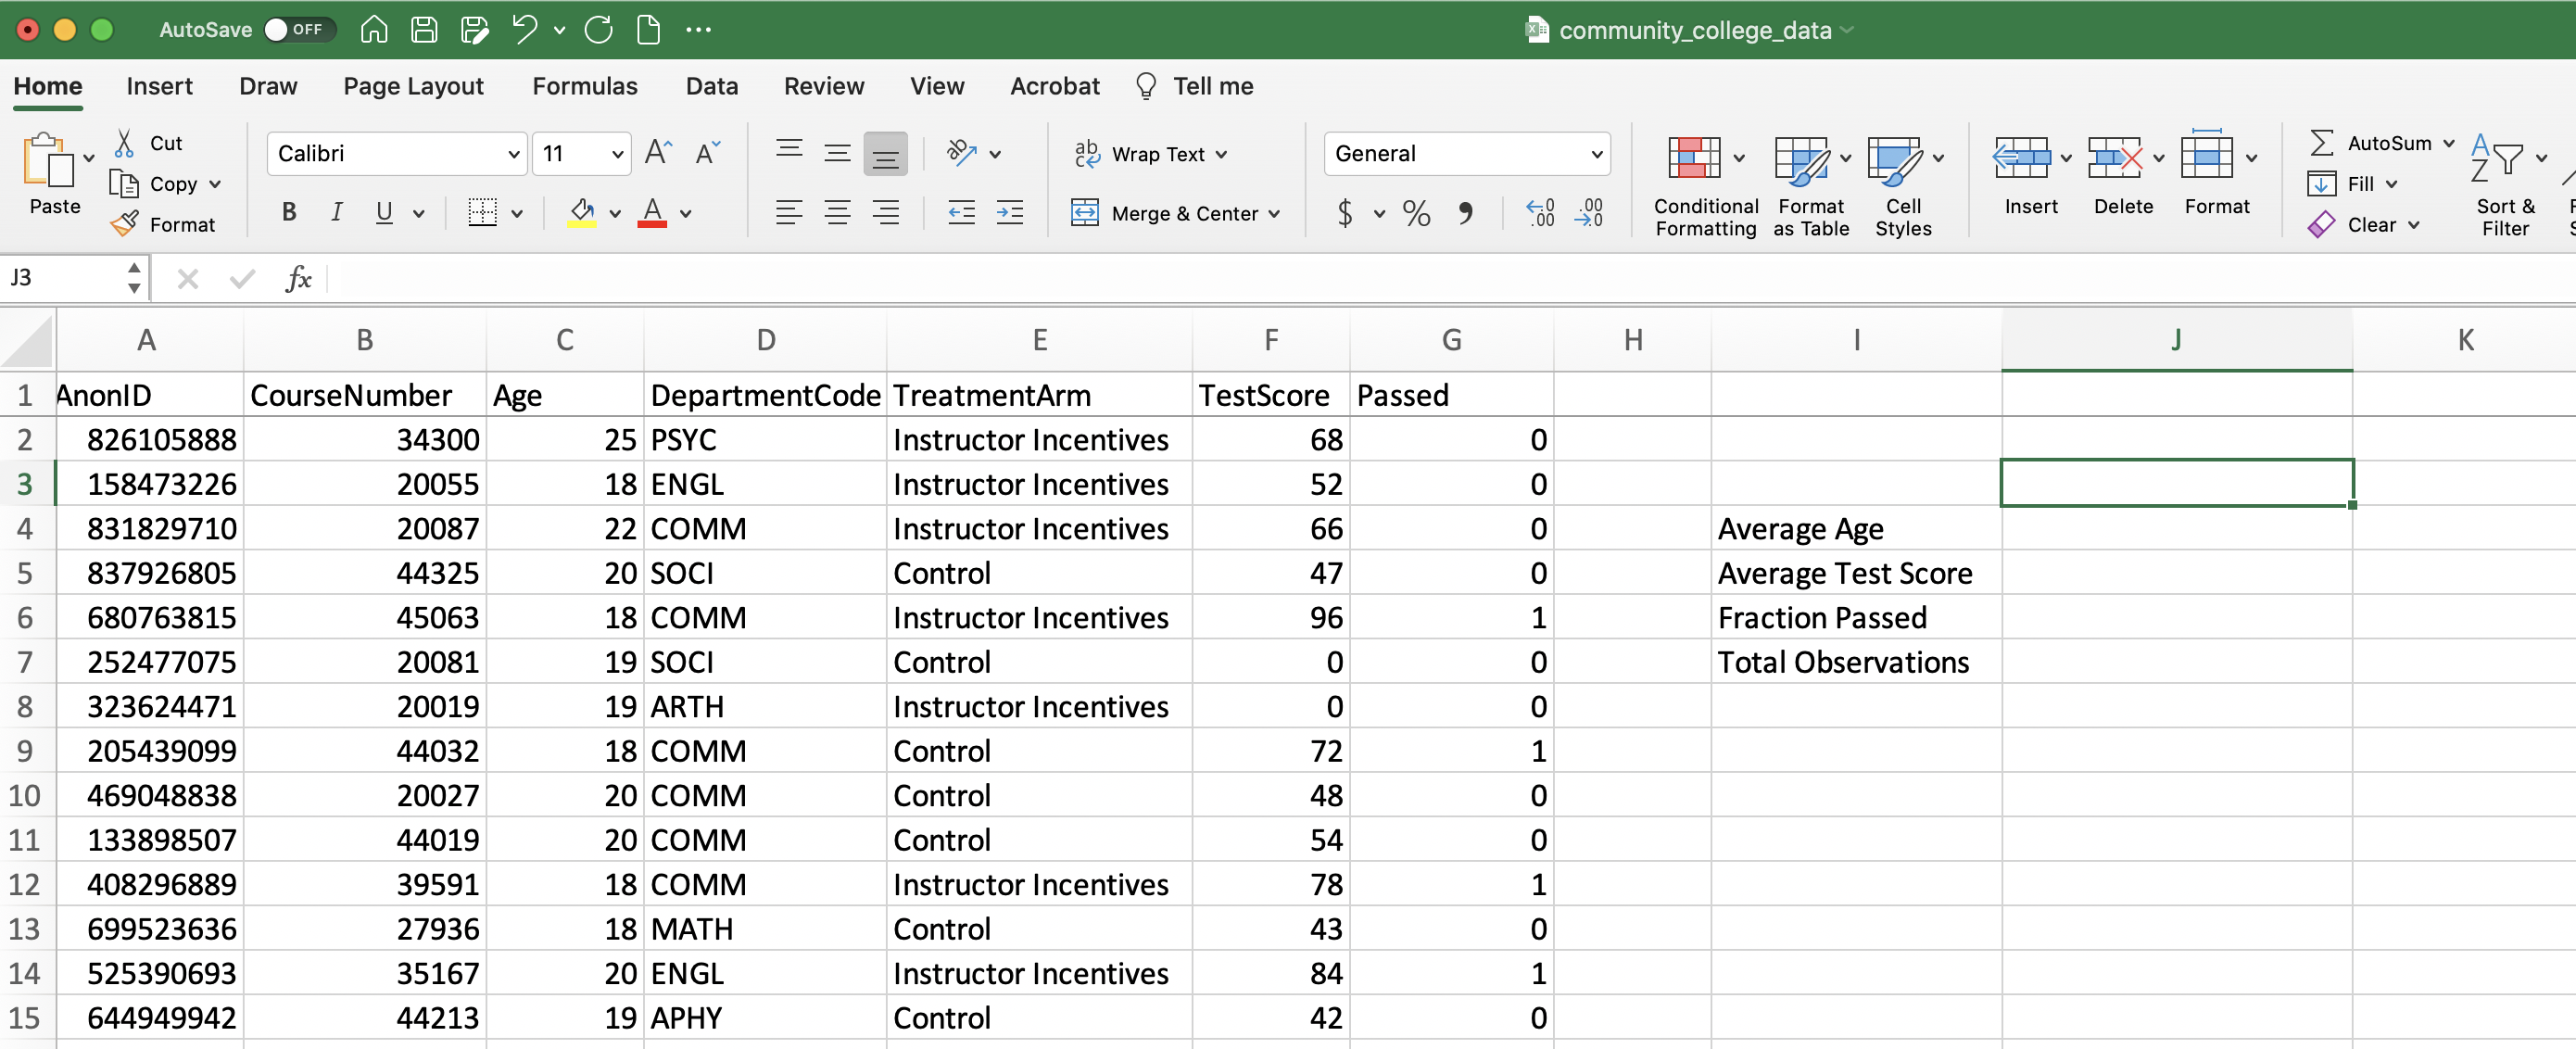 AutoSave OFF community_college_data
Home Insert Draw Page Layout Formulas Data Review View Acrobat Tell me
Paste Cut Copy Format
Calibri 11
B I U A
ab Wrap Text
Merge & Center
General
$ % 9 .00 .00
Conditional Formatting Format as Table Cell Styles
Insert Delete Format
AutoSum Fill Clear
Sort & Filter
J3 fx
A B C D E F G H I J K
1 AnonID CourseNumber Age DepartmentCode TreatmentArm TestScore Passed
2 826105888 34300 25 PSYC Instructor Incentives 68 0
3 158473226 20055 18 ENGL Instructor Incentives 52 0
4 831829710 20087 22 COMM Instructor Incentives 66 0 Average Age
5 837926805 44325 20 SOCI Control 47 0 Average Test Score
6 680763815 45063 18 COMM Instructor Incentives 96 1 Fraction Passed
7 252477075 20081 19 SOCI Control 0 0 Total Observations
8 323624471 20019 19 ARTH Instructor Incentives 0 0
9 205439099 44032 18 COMM Control 72 1
10 469048838 20027 20 COMM Control 48 0
11 133898507 44019 20 COMM Control 54 0
12 408296889 39591 18 COMM Instructor Incentives 78 1
13 699523636 27936 18 MATH Control 43 0
14 525390693 35167 20 ENGL Instructor Incentives 84 1
15 644949942 44213 19 APHY Control 42 0